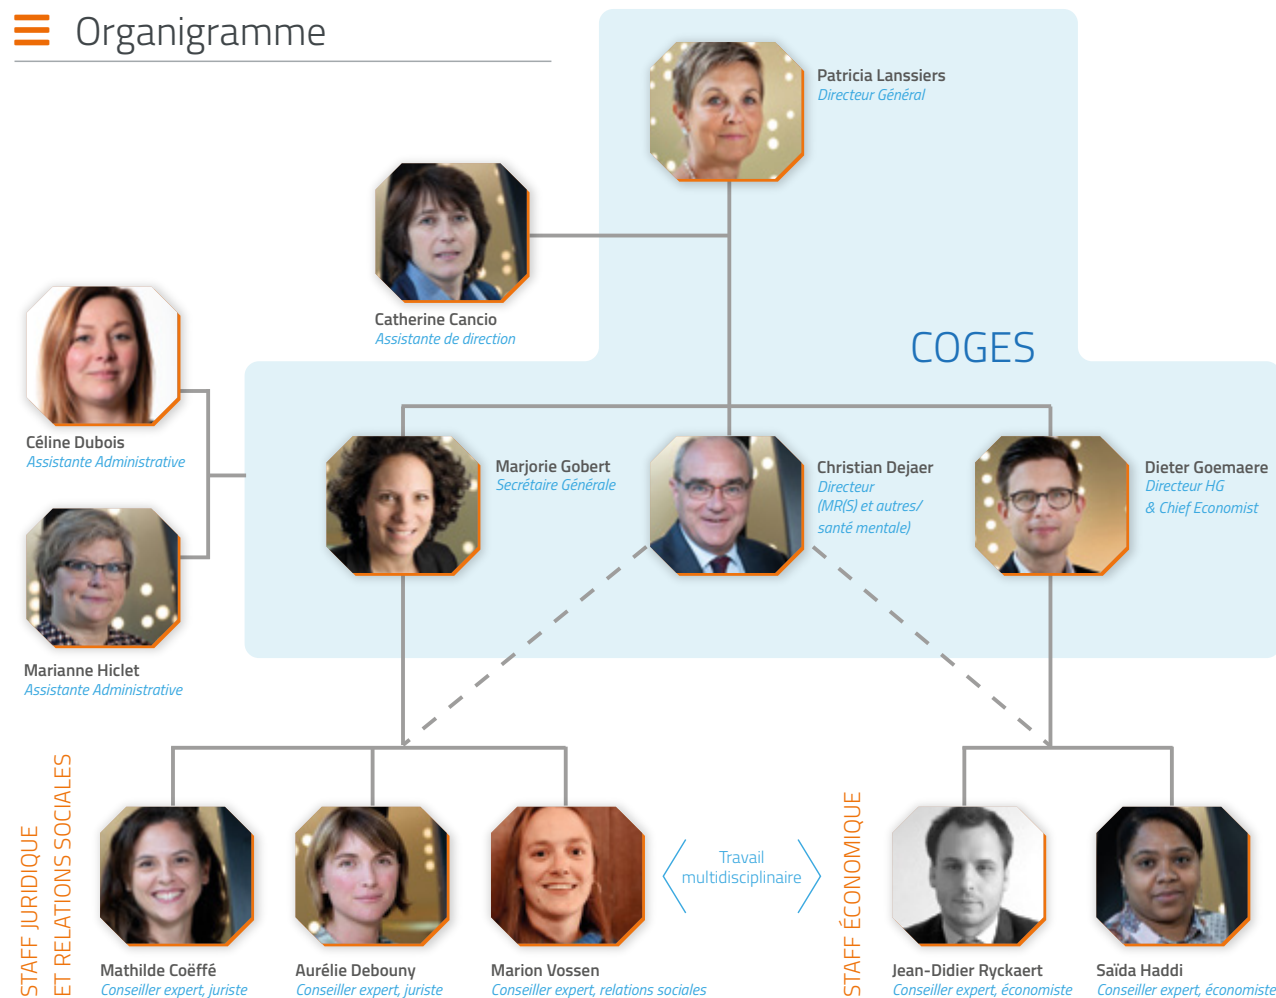 Organigramme
Patricia Lanssiers
Directeur Général
Catherine Cancio
Assistante de direction
COGES
Céline Dubois
Assistante Administrative
Marianne Hiclet
Assistante Administrative
Marjorie Gobert
Secrétaire Générale
Christian Dejaer
Directeur
(MR(S) et autres/
santé mentale)
Dieter Goemaere
Directeur HG
& Chief Economist
STAFF JURIDIQUE
ET RELATIONS SOCIALES
Mathilde Coëffé
Conseiller expert, juriste
Aurélie Debouny
Conseiller expert, juriste
Marion Vossen
Conseiller expert, relations sociales
Travail
multidisciplinaire
STAFF ÉCONOMIQUE
Jean-Didier Ryckaert
Conseiller expert, économiste
Saïda Haddi
Conseiller expert, économiste